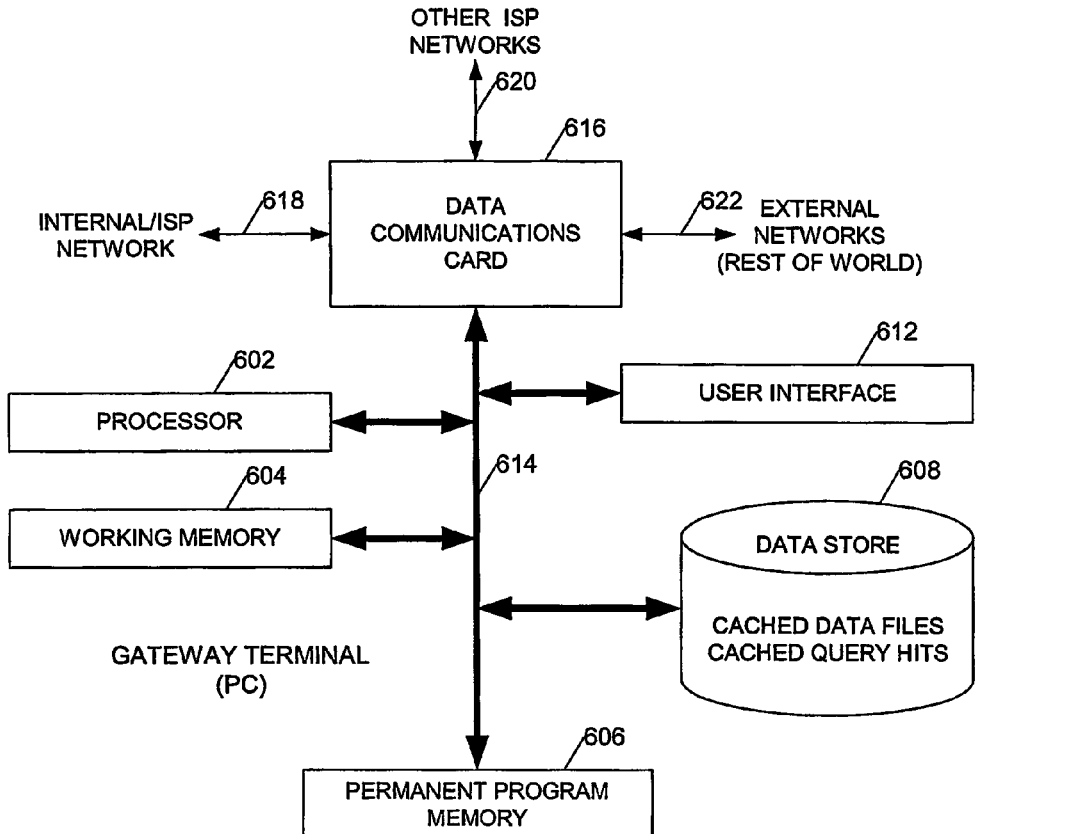 OTHER ISP
NETWORKS
620
616
618
622
INTERNAL/ISP
NETWORK
DATA
COMMUNICATIONS
CARD
EXTERNAL
NETWORKS
(REST OF WORLD)
602
612
PROCESSOR
USER INTERFACE
614
604
608
WORKING MEMORY
DATA STORE
CACHED DATA FILES
CACHED QUERY HITS
GATEWAY TERMINAL
(PC)
606
PERMANENT PROGRAM
MEMORY